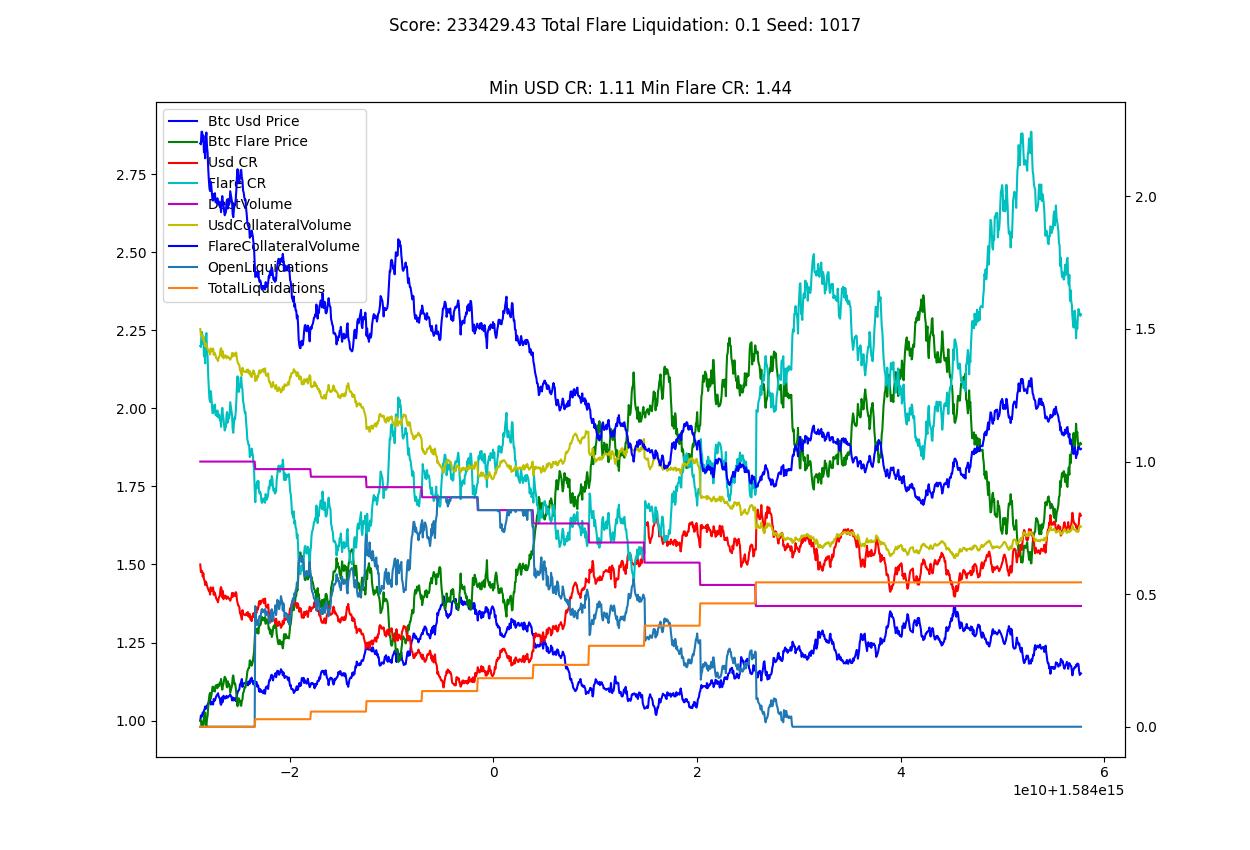 Score: 233429.43 Total Flare Liquidation: 0.1 Seed: 1017
Min USD CR: 1.11 Min Flare CR: 1.44
Btc Usd Price
Btc Flare Price
Usd CR
Flare CR
DebtVolume
UsdCollateralVolume
FlareCollateralVolume
OpenLiquidations
TotalLiquidations
2.75
2.50
2.25
2.00
1.75
1.50
1.25
1.00
2.0
1.5
1.0
0.5
0.0
−2
0
2
4
6
1e10+1.584e15